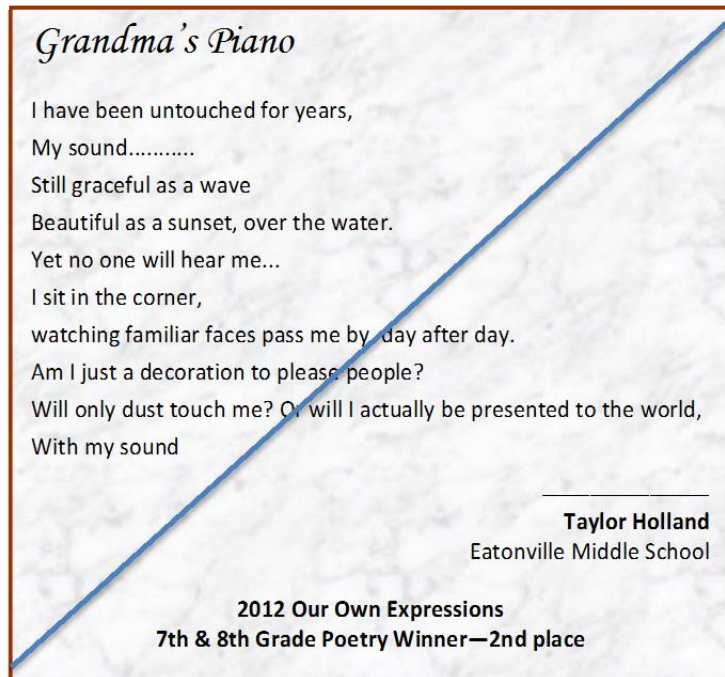 Grandma's Piano
I have been untouched for years,
My sound...........
Still graceful as a wave
Beautiful as a sunset, over the water.
Yet no one will hear me...
I sit in the corner,
watching familiar faces pass me by, day after day.
Am I just a decoration to please people?
Will only dust touch me? Or will I actually be presented to the world,
With my sound
Taylor Holland
Eatonville Middle School
2012 Our Own Expressions
7th & 8th Grade Poetry Winner—2nd place